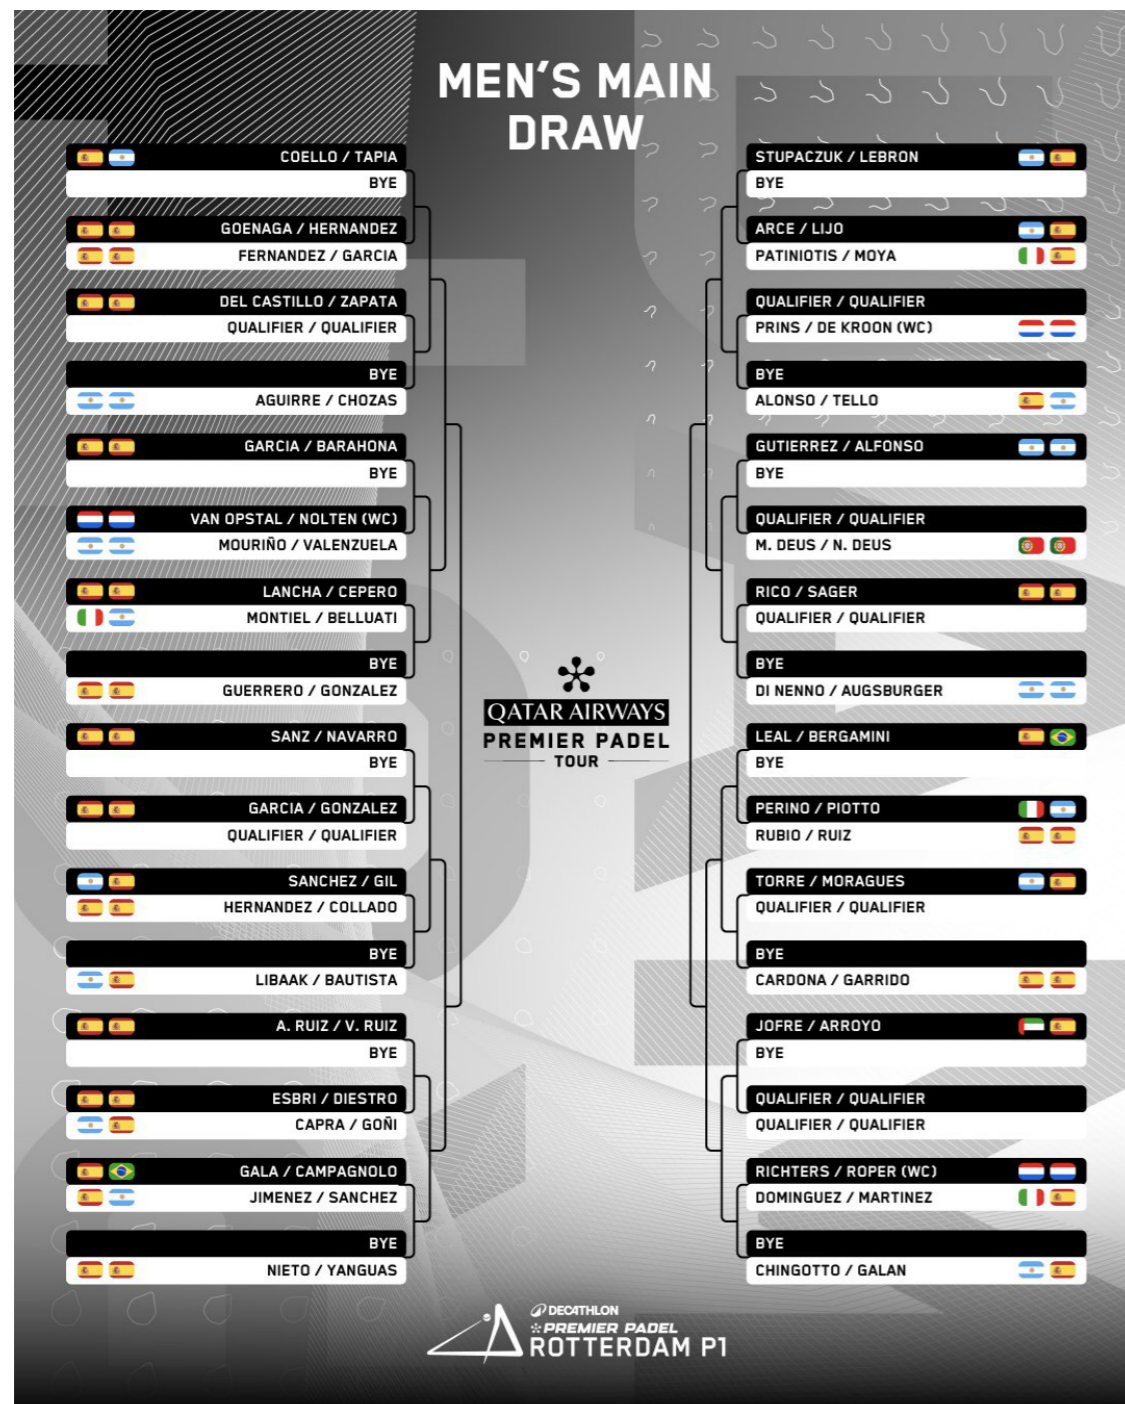 MEN'S MAIN
DRAW
COELLO / TAPIA
BYE
GOENAGA / HERNANDEZ
FERNANDEZ / GARCIA
DEL CASTILLO / ZAPATA
QUALIFIER / QUALIFIER
BYE
AGUIRRE / CHOZAS
GARCIA / BARAHONA
BYE
VAN OPSTAL / NOLTEN (WC)
MOURIÑO / VALENZUELA
LANCHA / CEPERO
MONTIEL / BELLUATI
BYE
GUERRERO / GONZALEZ
SANZ / NAVARRO
BYE
GARCIA / GONZALEZ
QUALIFIER / QUALIFIER
SANCHEZ / GIL
HERNANDEZ / COLLADO
BYE
LIBAAK / BAUTISTA
A. RUIZ / V. RUIZ
BYE
ESBRI / DIESTRO
CAPRA / GOÑI
GALA / CAMPAGNOLO
JIMENEZ / SANCHEZ
BYE
NIETO / YANGUAS
STUPACZUK / LEBRON
BYE
ARCE / LIJO
PATINIOTIS / MOYA
QUALIFIER / QUALIFIER
PRINS / DE KROON (WC)
BYE
ALONSO / TELLO
GUTIERREZ / ALFONSO
BYE
QUALIFIER / QUALIFIER
M. DEUS / N. DEUS
RICO / SAGER
QUALIFIER / QUALIFIER
BYE
DI NENNO / AUGSBURGER
LEAL / BERGAMINI
BYE
PERINO / PIOTTO
RUBIO / RUIZ
TORRE / MORAGUES
QUALIFIER / QUALIFIER
BYE
CARDONA / GARRIDO
JOFRE / ARROYO
BYE
QUALIFIER / QUALIFIER
QUALIFIER / QUALIFIER
RICHTERS / ROPER (WC)
DOMINGUEZ / MARTINEZ
BYE
CHINGOTTO / GALAN
QATAR AIRWAYS
PREMIER PADEL
TOUR
DECATHLON
PREMIER PADEL
ROTTERDAM P1